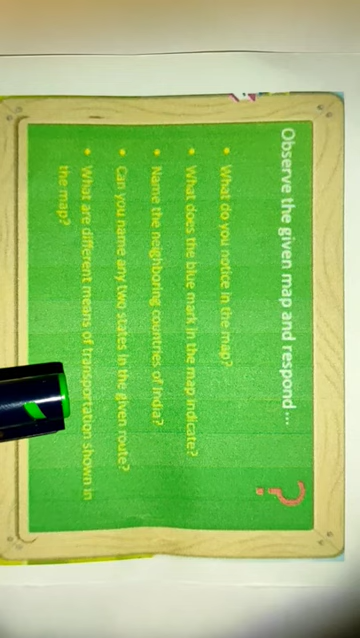 Observe the given map and respond...
?
• What do you notice in the map?
• What does the blue mark in the map indicate?
• Name the neighboring countries of India?
• Can you name any two states in the given route?
• What are different means of transportation shown in
the map?